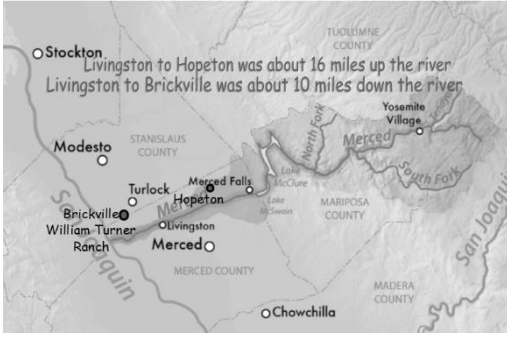 TUOLUMNE
COUNTY
Stockton
Livingston to Hopeton was about 16 miles up the river
Livingston to Brickville was about 10 miles down the river
Yosemite
Village
North Fork
Merced
Modesto
STANISLAUS
COUNTY
South Fork
Lake
McClure
Merced Falls
Turlock
Merced
Hopeton
Lake
McSwain
MARIPOSA
COUNTY
San Joaquin
Brickville
William Turner
Ranch
Livingston
Merced
San Joaqui
MERCED COUNTY
MADERA
COUNTY
Chowchilla